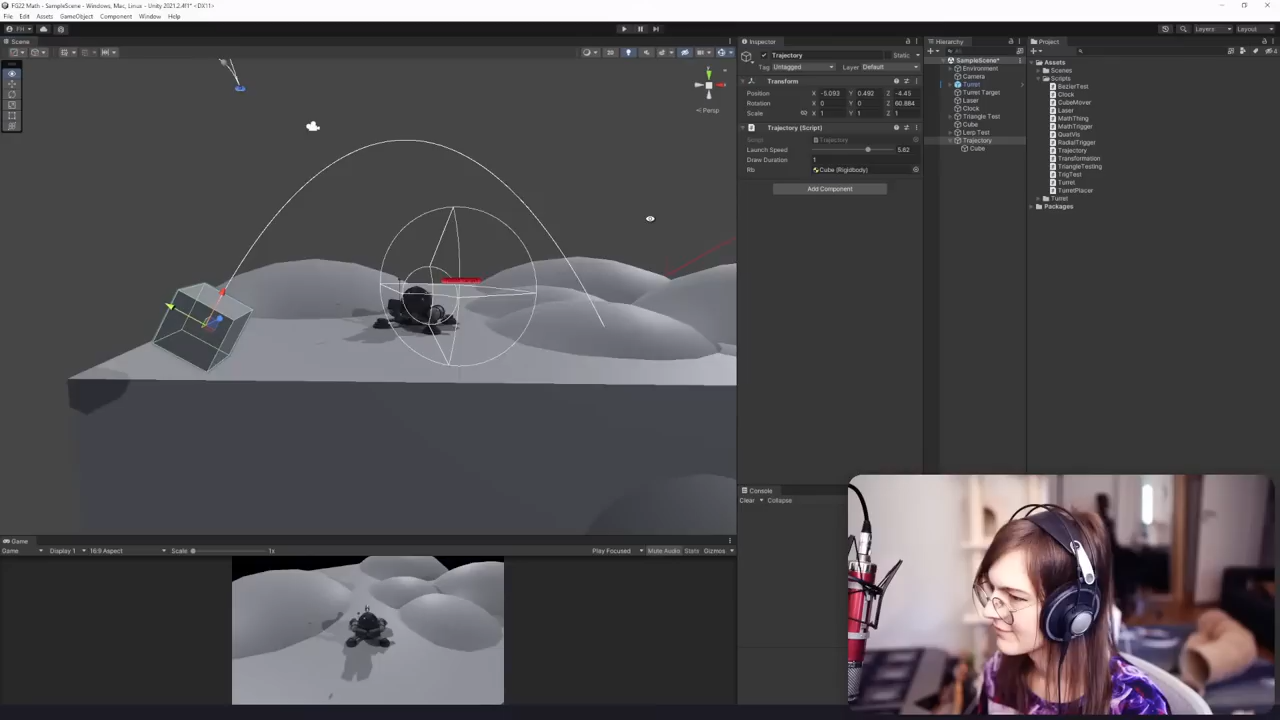 FG22 Math - SampleScene - Windows, Mac, Linux - Unity 2021.2.4f1* <DX11>
File Edit Assets GameObject Component Window Help
Layers Layout
Scene
2D
Persp
Inspector
Trajectory Static
Tag Untagged Layer Default
Transform
Position X -5.093 Y 0.492 Z -4.45
Rotation X 0 Y 0 Z 60.884
Scale X 1 Y 1 Z 1
Trajectory (Script)
Script Trajectory
Launch Speed 5.62
Draw Duration 1
Rb Cube (Rigidbody)
Add Component
Hierarchy
SampleScene*
Environment
Camera
Turret
Turret Target
Laser
Clock
Triangle Test
Cube
Lerp Test
Trajectory
Cube
Project
Assets
Scenes
Scripts
BezierTest
Clock
CubeMover
Laser
MathThing
MathTrigger
QuatVis
RadialTrigger
Trajectory
Transformation
TriangleTesting
TrigTest
Turret
TurretPlacer
Turret
Packages
Console
Clear Collapse
Game
Game Display 1 16:9 Aspect Scale 1x Play Focused Mute Audio Stats Gizmos